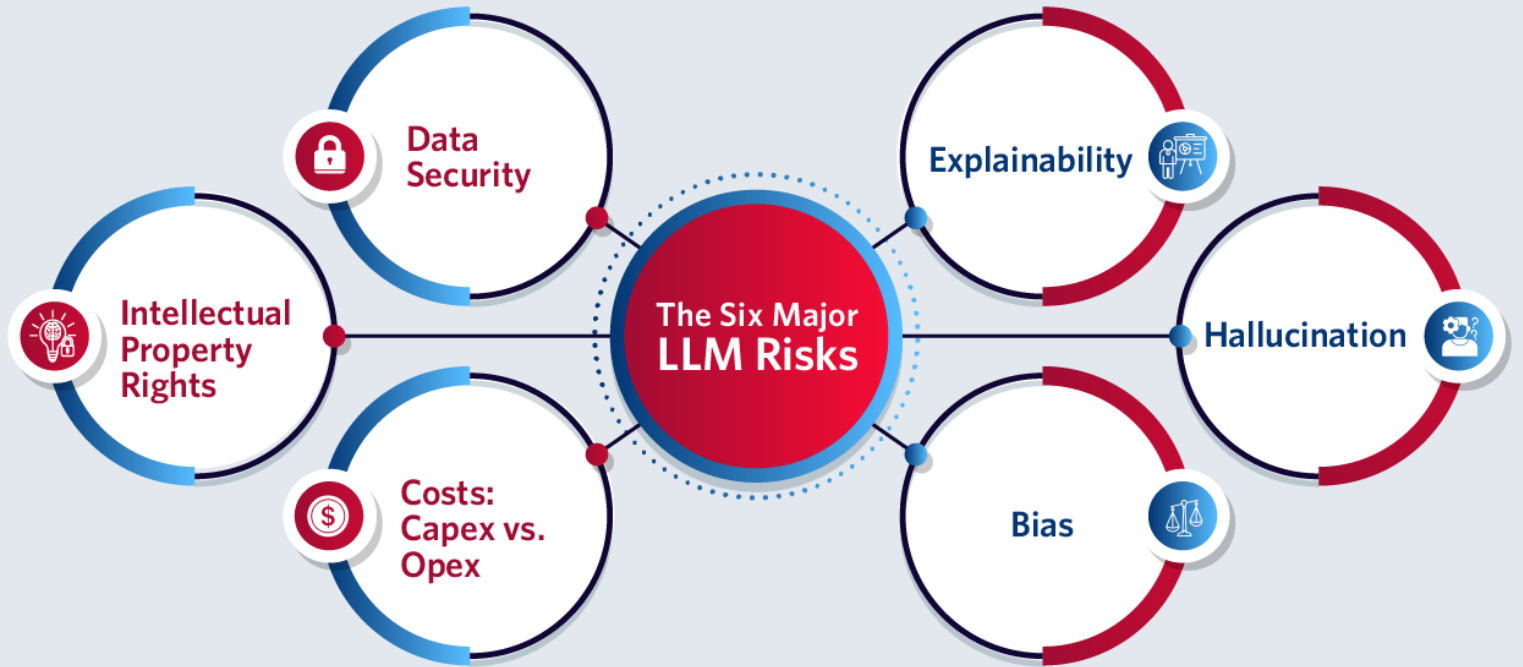 Data
Security
Explainability
The Six Major
LLM Risks
Intellectual
Property
Rights
Hallucination
Costs:
Capex vs.
Opex
$
Bias